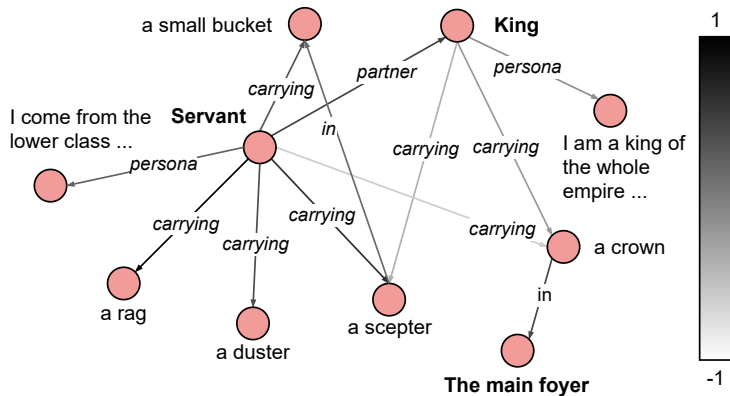 a small bucket
King
1
partner
persona
carrying
Servant
in
I come from the
lower class ...
I am a king of
the whole
empire ...
carrying
carrying
persona
carrying
carrying
carrying
carrying
a crown
in
a rag
a scepter
a duster
-1
The main foyer